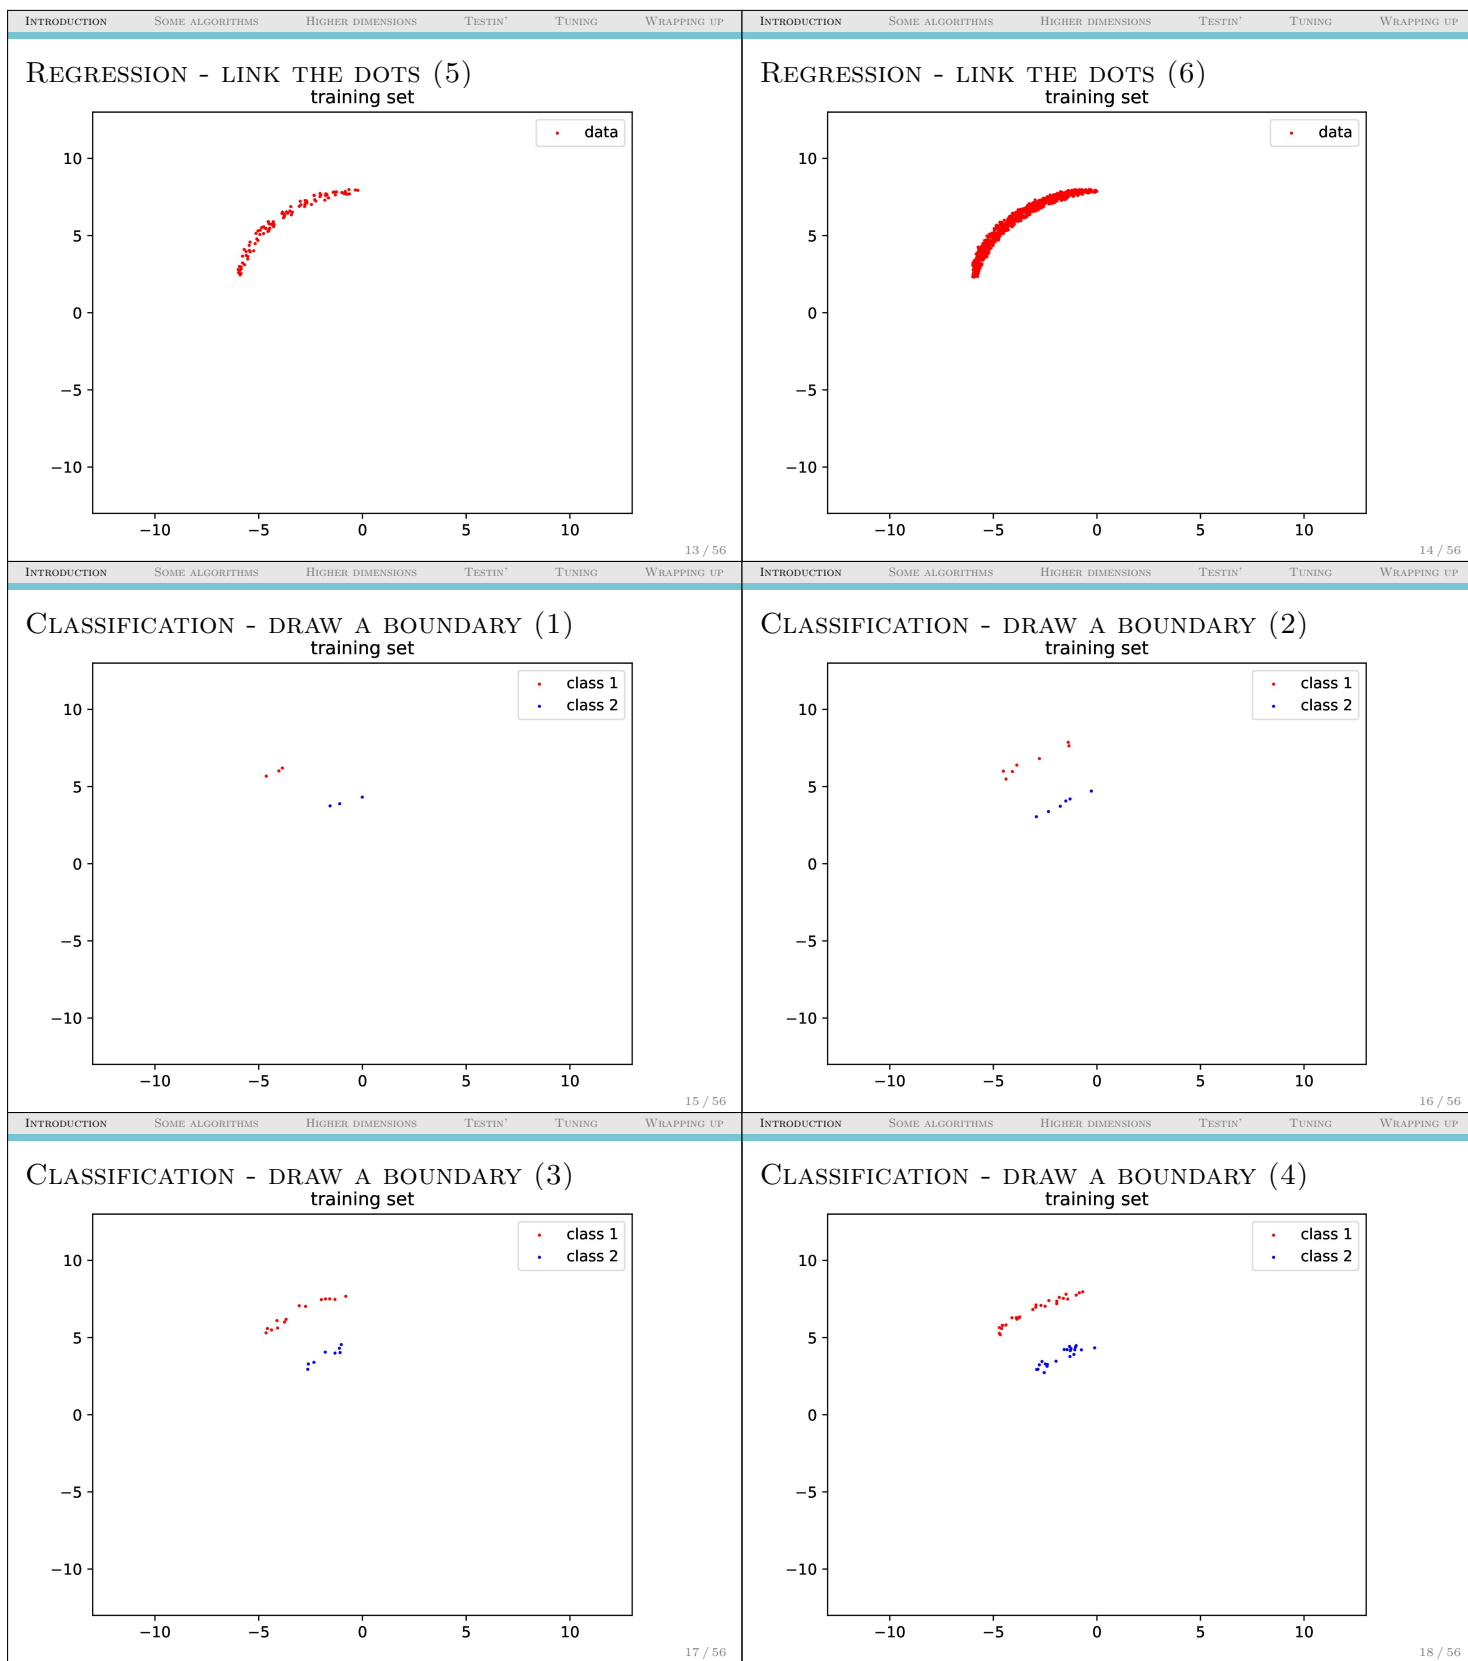 INTRODUCTION SOME ALGORITHMS HIGHER DIMENSIONS TESTIN' TUNING WRAPPING UP
REGRESSION - LINK THE DOTS (5)
training set
data
10
5
0
−5
−10
−10 −5 0 5 10
13 / 56
INTRODUCTION SOME ALGORITHMS HIGHER DIMENSIONS TESTIN' TUNING WRAPPING UP
REGRESSION - LINK THE DOTS (6)
training set
data
10
5
0
−5
−10
−10 −5 0 5 10
14 / 56
INTRODUCTION SOME ALGORITHMS HIGHER DIMENSIONS TESTIN' TUNING WRAPPING UP
CLASSIFICATION - DRAW A BOUNDARY (1)
training set
class 1
class 2
10
5
0
−5
−10
−10 −5 0 5 10
15 / 56
INTRODUCTION SOME ALGORITHMS HIGHER DIMENSIONS TESTIN' TUNING WRAPPING UP
CLASSIFICATION - DRAW A BOUNDARY (2)
training set
class 1
class 2
10
5
0
−5
−10
−10 −5 0 5 10
16 / 56
INTRODUCTION SOME ALGORITHMS HIGHER DIMENSIONS TESTIN' TUNING WRAPPING UP
CLASSIFICATION - DRAW A BOUNDARY (3)
training set
class 1
class 2
10
5
0
−5
−10
−10 −5 0 5 10
17 / 56
INTRODUCTION SOME ALGORITHMS HIGHER DIMENSIONS TESTIN' TUNING WRAPPING UP
CLASSIFICATION - DRAW A BOUNDARY (4)
training set
class 1
class 2
10
5
0
−5
−10
−10 −5 0 5 10
18 / 56